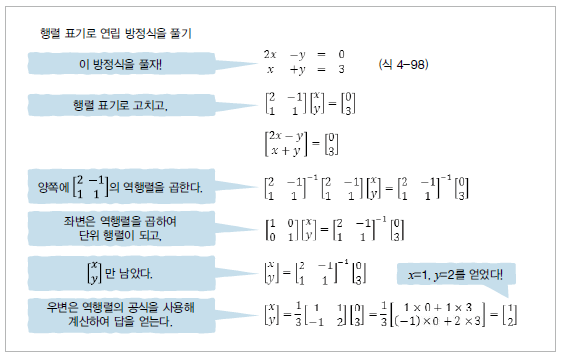 행렬 표기로 연립 방정식을 풀기
이 방정식을 풀자!
2x −y = 0
x +y = 3
(식 4-98)
행렬 표기로 고치고,
[2 −1; 1 1][x; y] = [0; 3]
[2x − y; x + y] = [0; 3]
양쪽에 [2 −1; 1 1]의 역행렬을 곱한다.
[2 −1; 1 1]⁻¹[2 −1; 1 1][x; y] = [2 −1; 1 1]⁻¹[0; 3]
좌변은 역행렬을 곱하여
단위 행렬이 되고,
[1 0; 0 1][x; y] = [2 −1; 1 1]⁻¹[0; 3]
[x; y]만 남았다.
[x; y] = [2 −1; 1 1]⁻¹[0; 3]
x=1, y=2를 얻었다!
우변은 역행렬의 공식을 사용해
계산하여 답을 얻는다.
[x; y] = 1/3[1 1; −1 2][0; 3] = 1/3[1 × 0 + 1 × 3; (−1) × 0 + 2 × 3] = [1; 2]